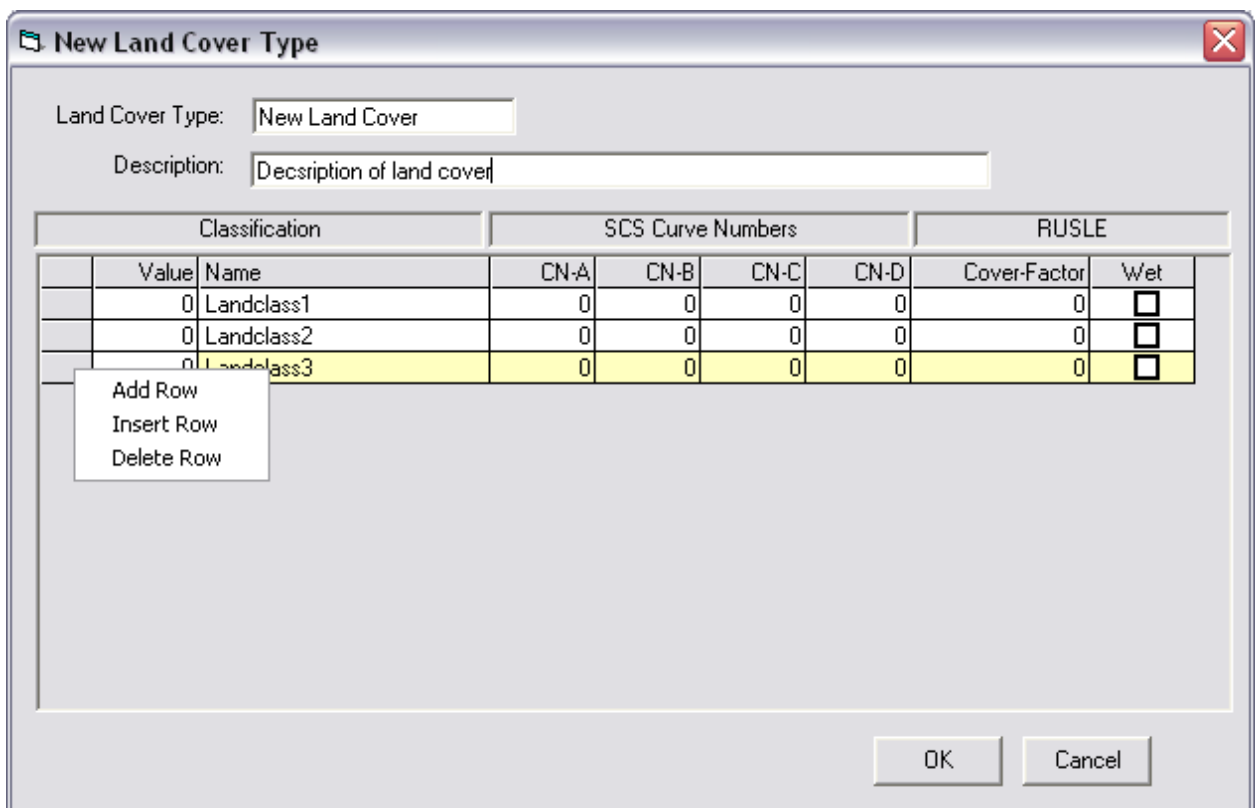 New Land Cover Type
Land Cover Type: New Land Cover
Description: Decsription of land cover
Classification SCS Curve Numbers RUSLE
Value Name CN-A CN-B CN-C CN-D Cover-Factor Wet
0 Landclass1 0 0 0 0 0
0 Landclass2 0 0 0 0 0
0 Landclass3 0 0 0 0 0
Add Row
Insert Row
Delete Row
OK Cancel